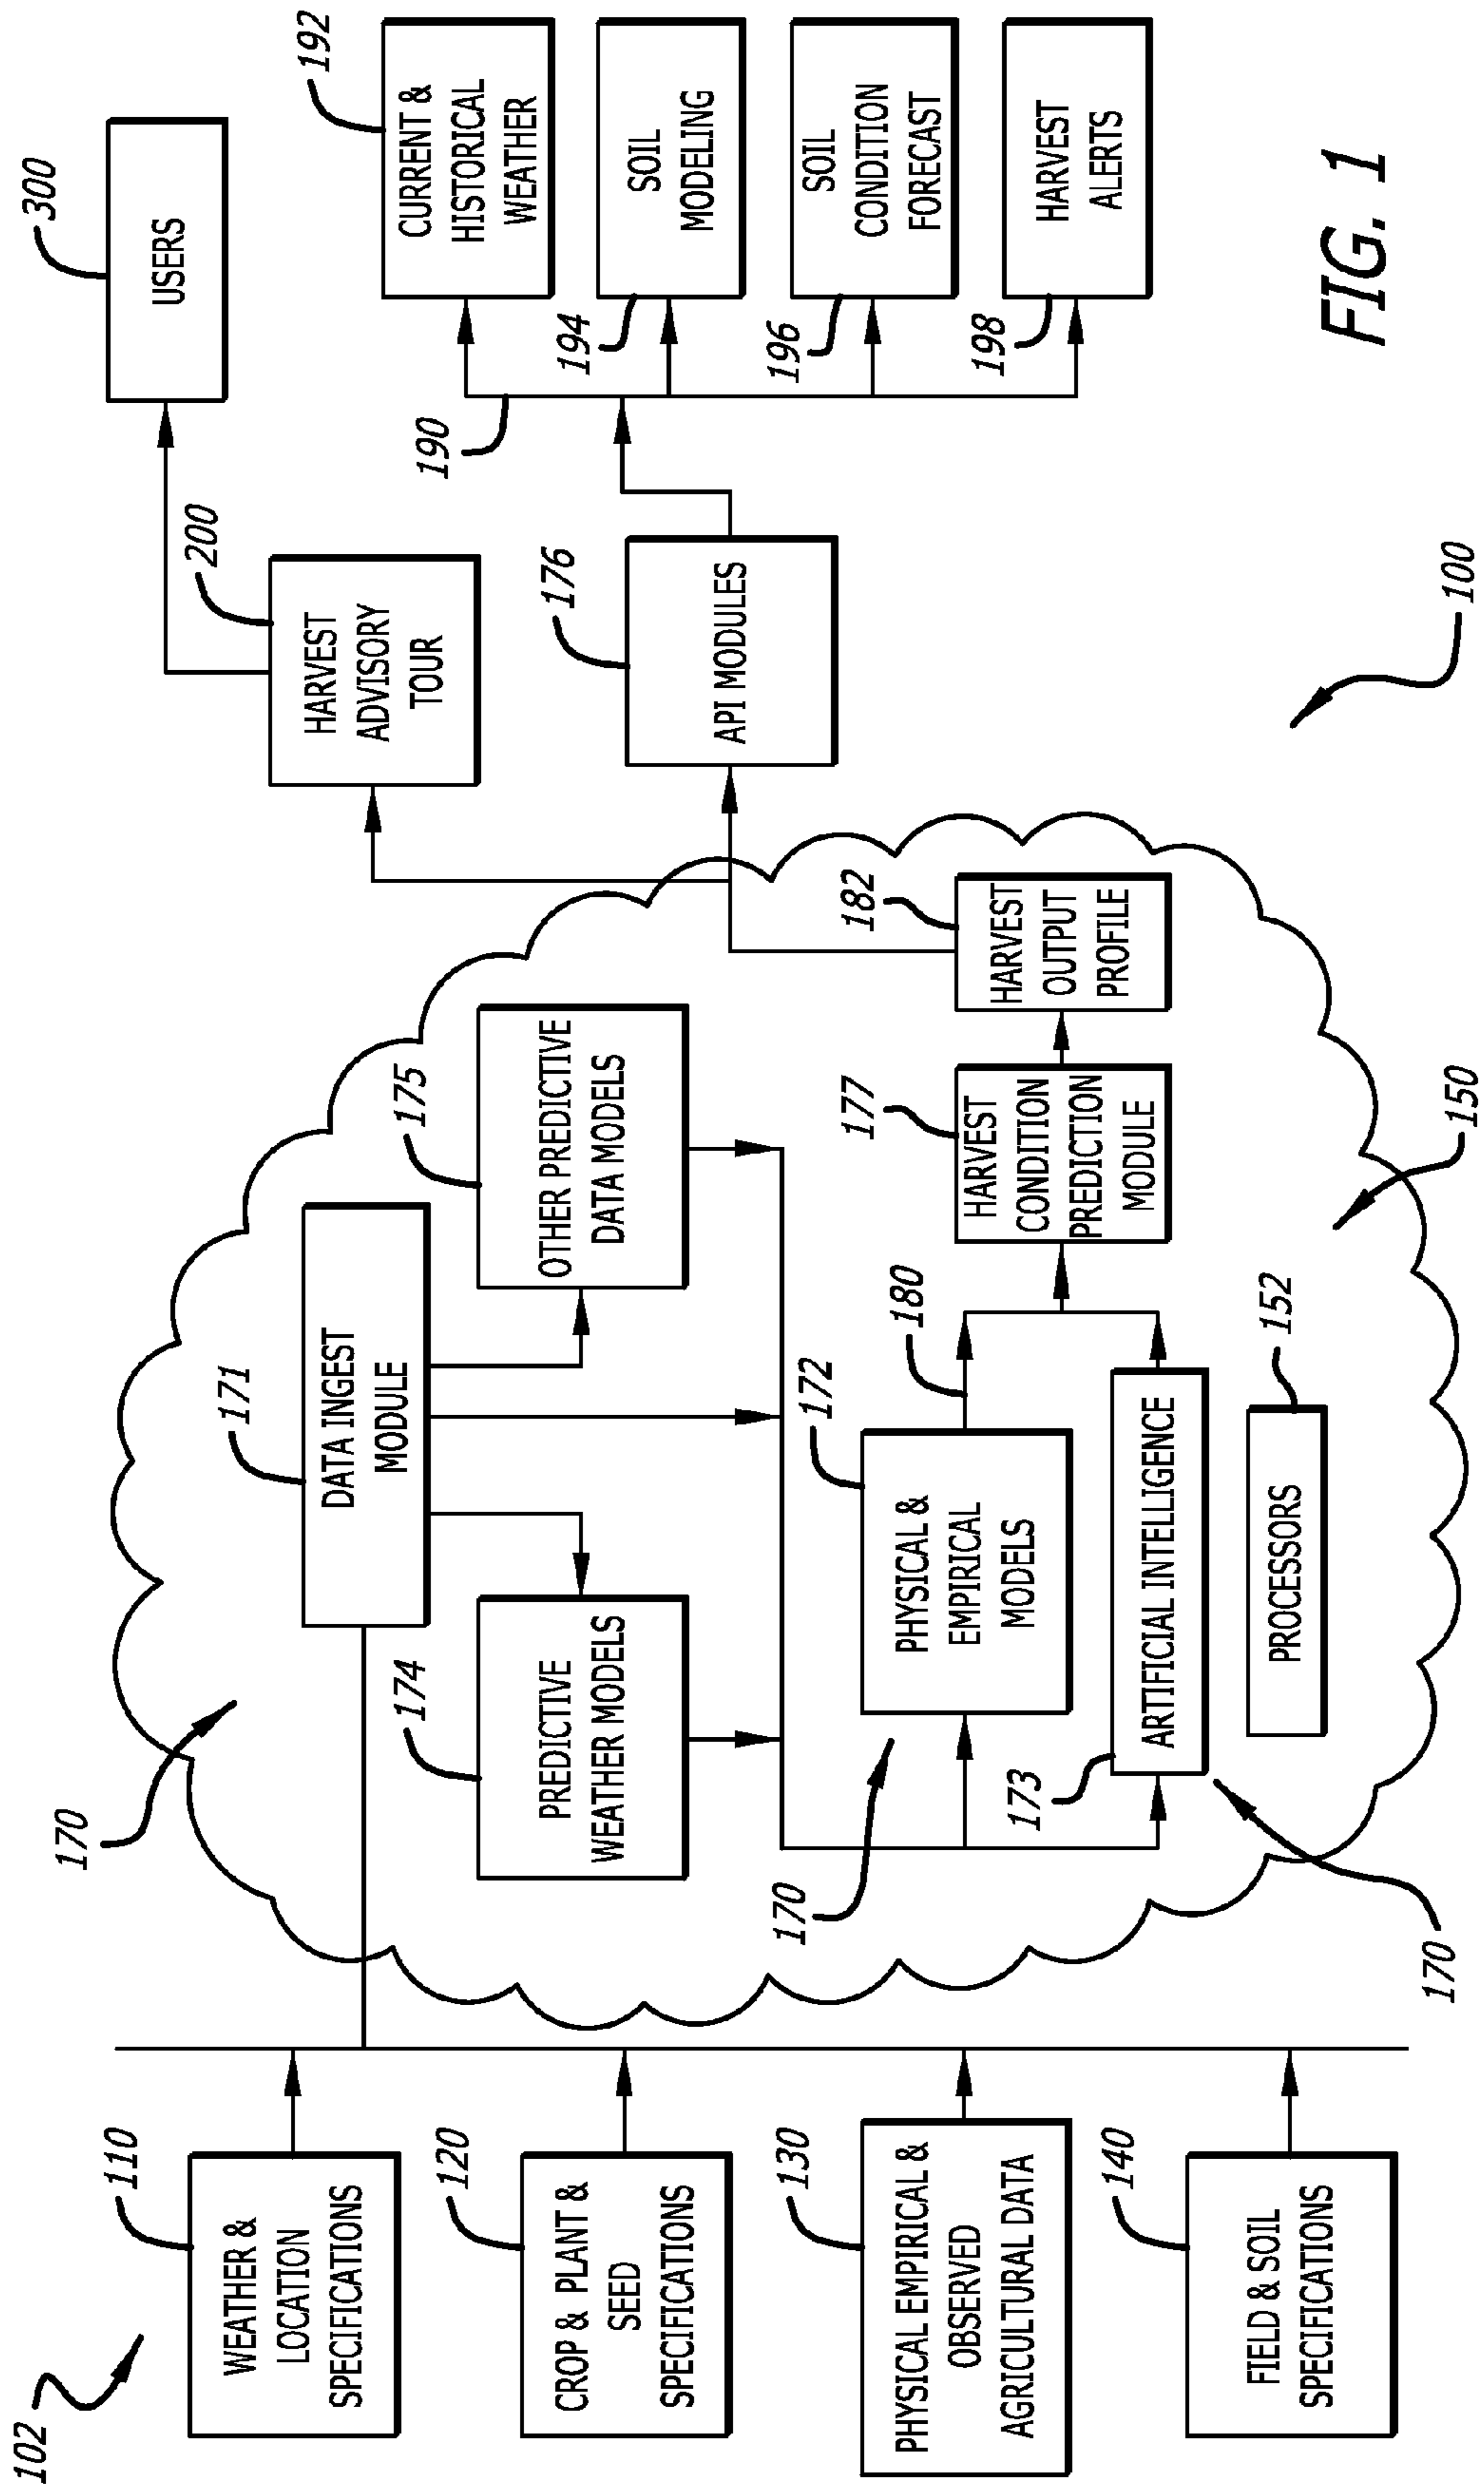 102
110
WEATHER &
LOCATION
SPECIFICATIONS
120
CROP & PLANT &
SEED
SPECIFICATIONS
130
PHYSICAL EMPIRICAL &
OBSERVED
AGRICULTURAL DATA
140
FIELD & SOIL
SPECIFICATIONS
170
171
DATA INGEST
MODULE
174
PREDICTIVE
WEATHER MODELS
175
OTHER PREDICTIVE
DATA MODELS
170
172
PHYSICAL &
EMPIRICAL
MODELS
180
173
ARTIFICIAL INTELLIGENCE
170
152
PROCESSORS
177
HARVEST
CONDITION
PREDICTION
MODULE
182
HARVEST
OUTPUT
PROFILE
150
200
HARVEST
ADVISORY
TOUR
176
API MODULES
100
300
USERS
190
192
CURRENT &
HISTORICAL
WEATHER
194
SOIL
MODELING
196
SOIL
CONDITION
FORECAST
198
HARVEST
ALERTS
FIG. 1